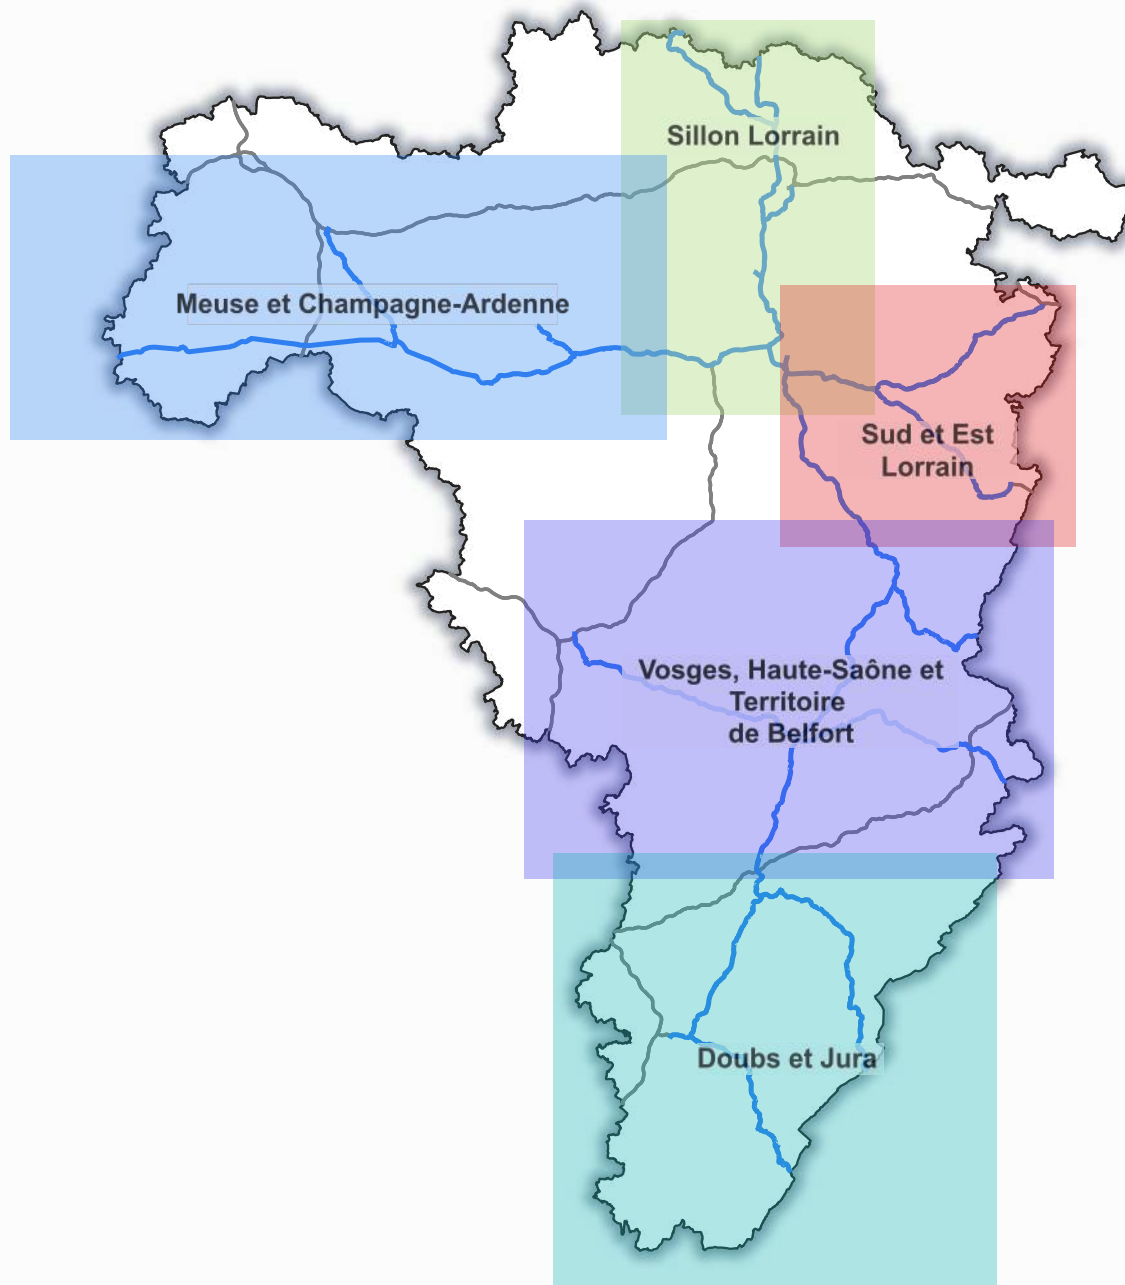 Sillon Lorrain
Meuse et Champagne-Ardenne
Sud et Est
Lorrain
Vosges, Haute-Saône et
Territoire
de Belfort
Doubs et Jura